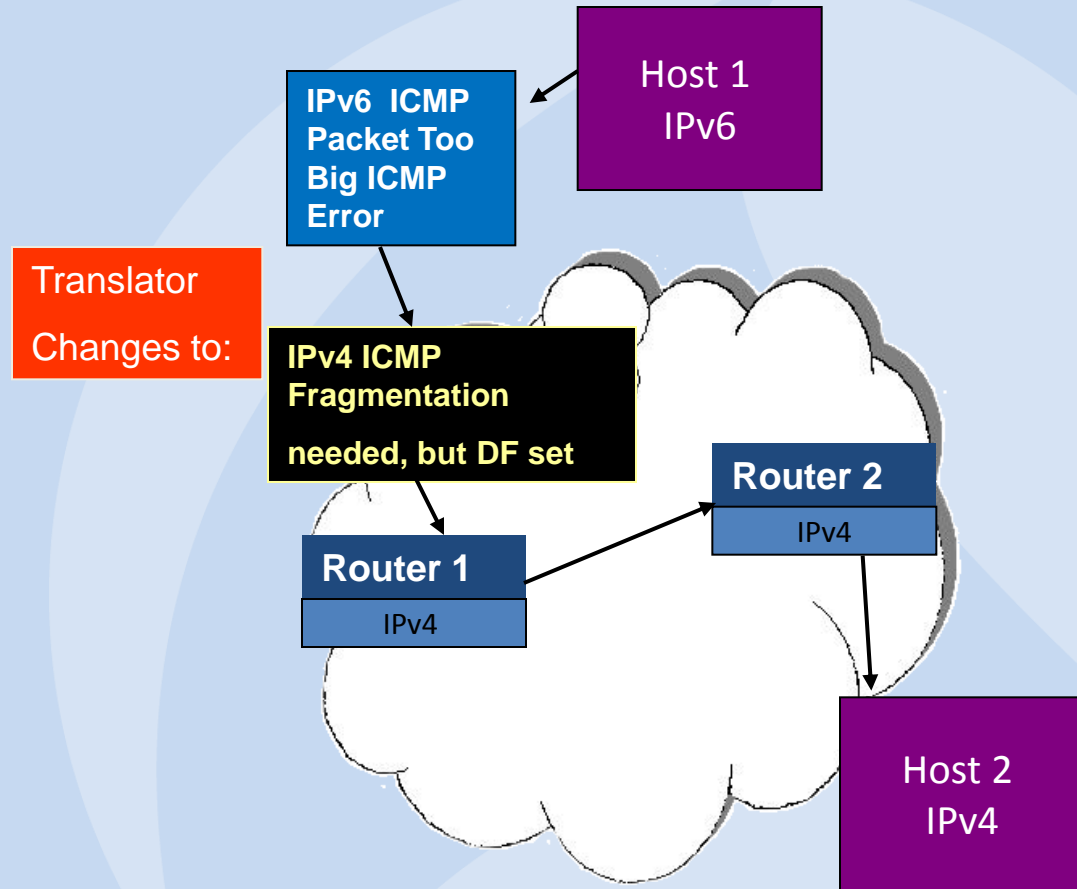 Host 1
IPv6
IPv6 ICMP
Packet Too
Big ICMP
Error
Translator
Changes to:
IPv4 ICMP
Fragmentation
needed, but DF set
Router 2
IPv4
Router 1
IPv4
Host 2
IPv4